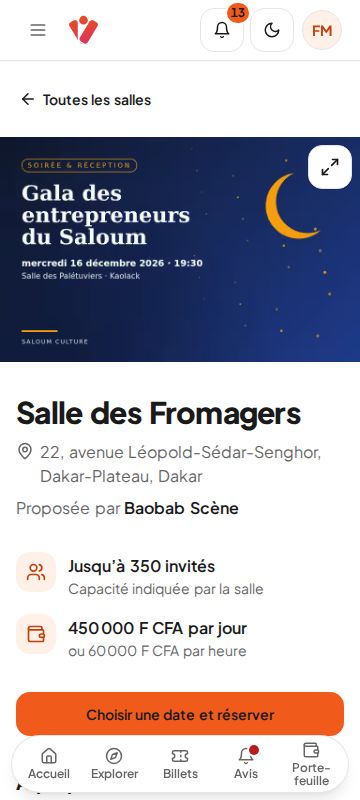 13
FM
Toutes les salles
SOIRÉE & RÉCEPTION
Gala des
entrepreneurs
du Saloum
mercredi 16 décembre 2026 · 19:30
Salle des Palétuviers · Kaolack
SALOUM CULTURE
Salle des Fromagers
22, avenue Léopold-Sédar-Senghor,
Dakar-Plateau, Dakar
Proposée par Baobab Scène
Jusqu’à 350 invités
Capacité indiquée par la salle
450 000 F CFA par jour
ou 60 000 F CFA par heure
Choisir une date et réserver
Accueil
Explorer
Billets
Avis
Porte-
feuille